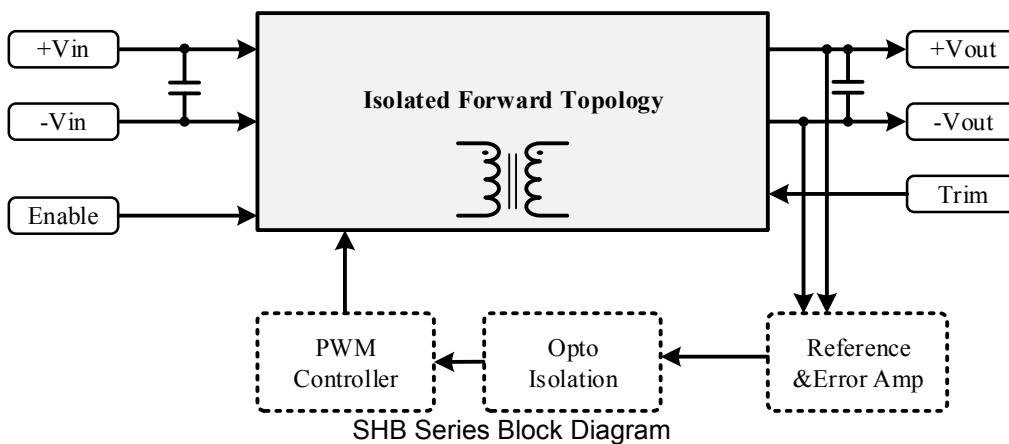 +Vin
+Vout
Isolated Forward Topology
-Vin
-Vout
Enable
Trim
PWM
Controller
Opto
Isolation
Reference
&Error Amp
SHB Series Block Diagram